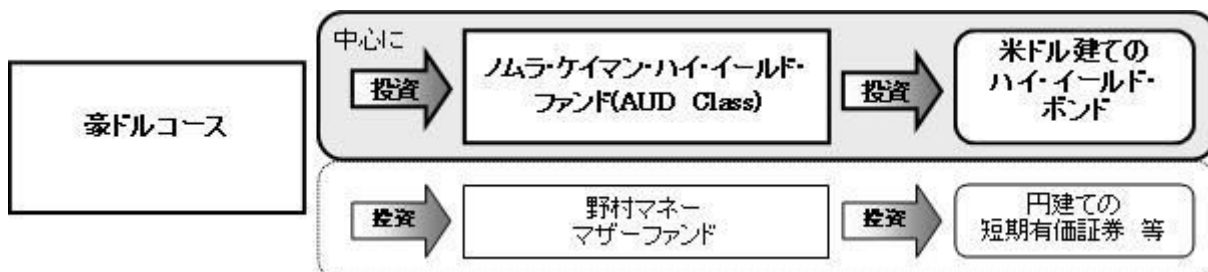 豪ドルコース
中心に
投資
ノムラ・ケイマン・ハイ・イールド・
ファンド(AUD Class)
投資
米ドル建ての
ハイ・イールド・
ボンド
投資
野村マネー
マザーファンド
投資
円建ての
短期有価証券 等